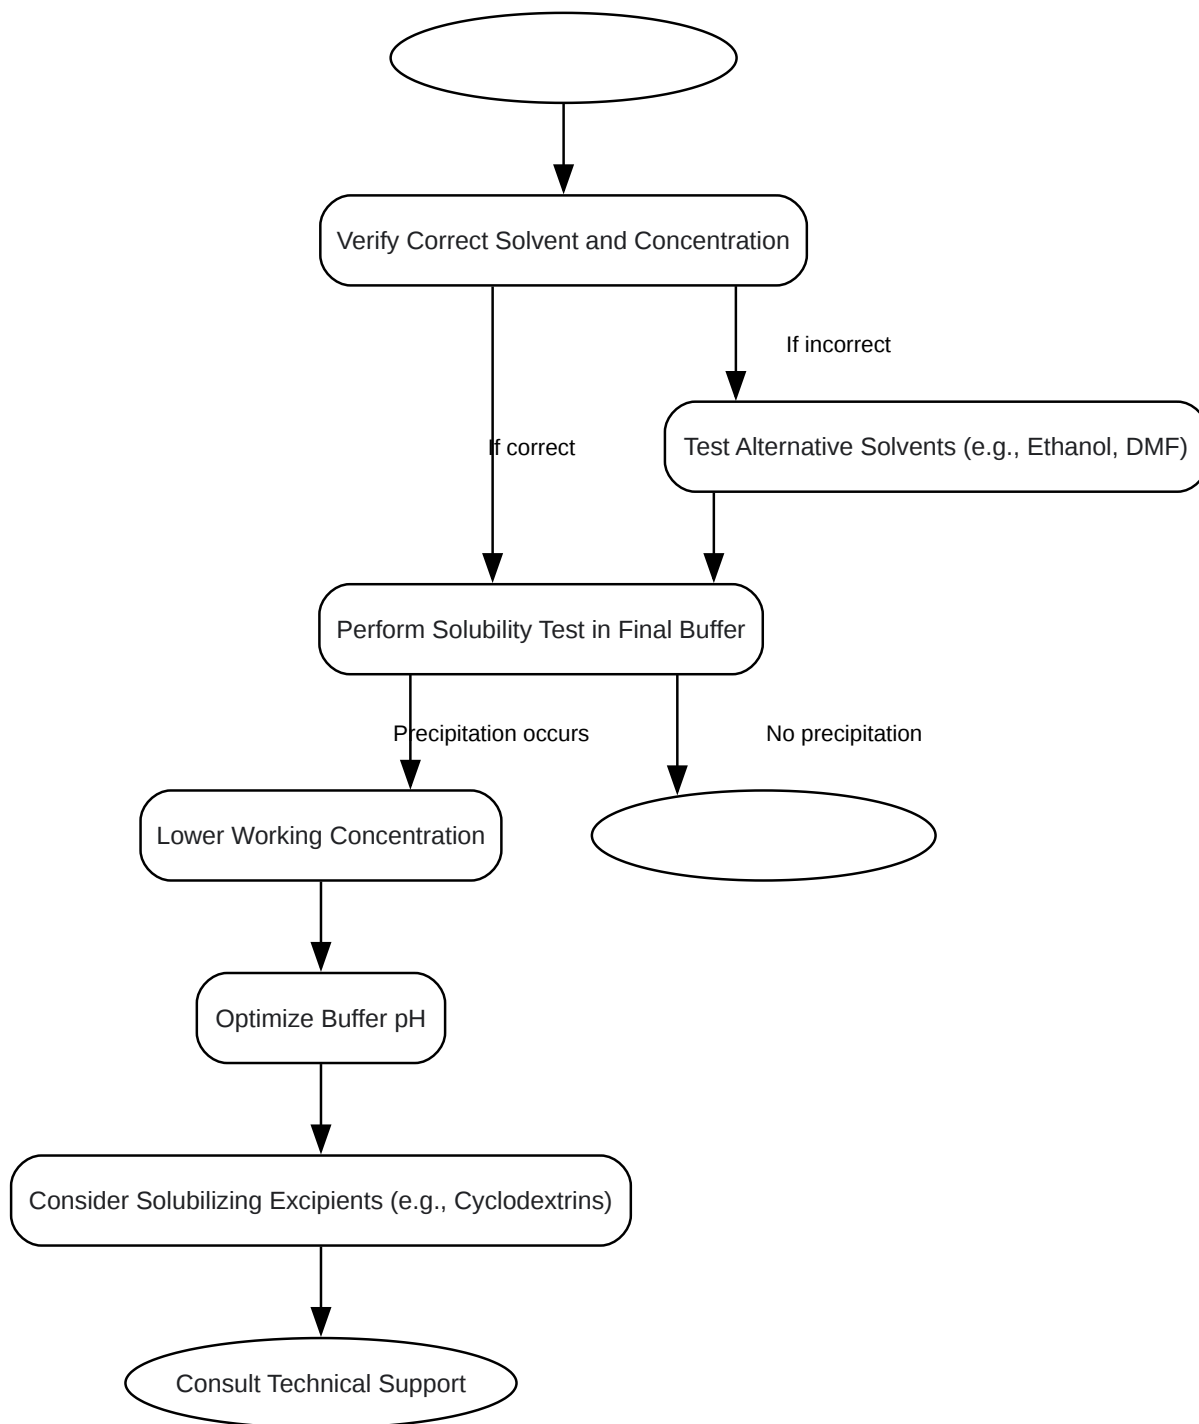 Verify Correct Solvent and Concentration
If incorrect
If correct
Test Alternative Solvents (e.g., Ethanol, DMF)
Perform Solubility Test in Final Buffer
Precipitation occurs
No precipitation
Lower Working Concentration
Optimize Buffer pH
Consider Solubilizing Excipients (e.g., Cyclodextrins)
Consult Technical Support